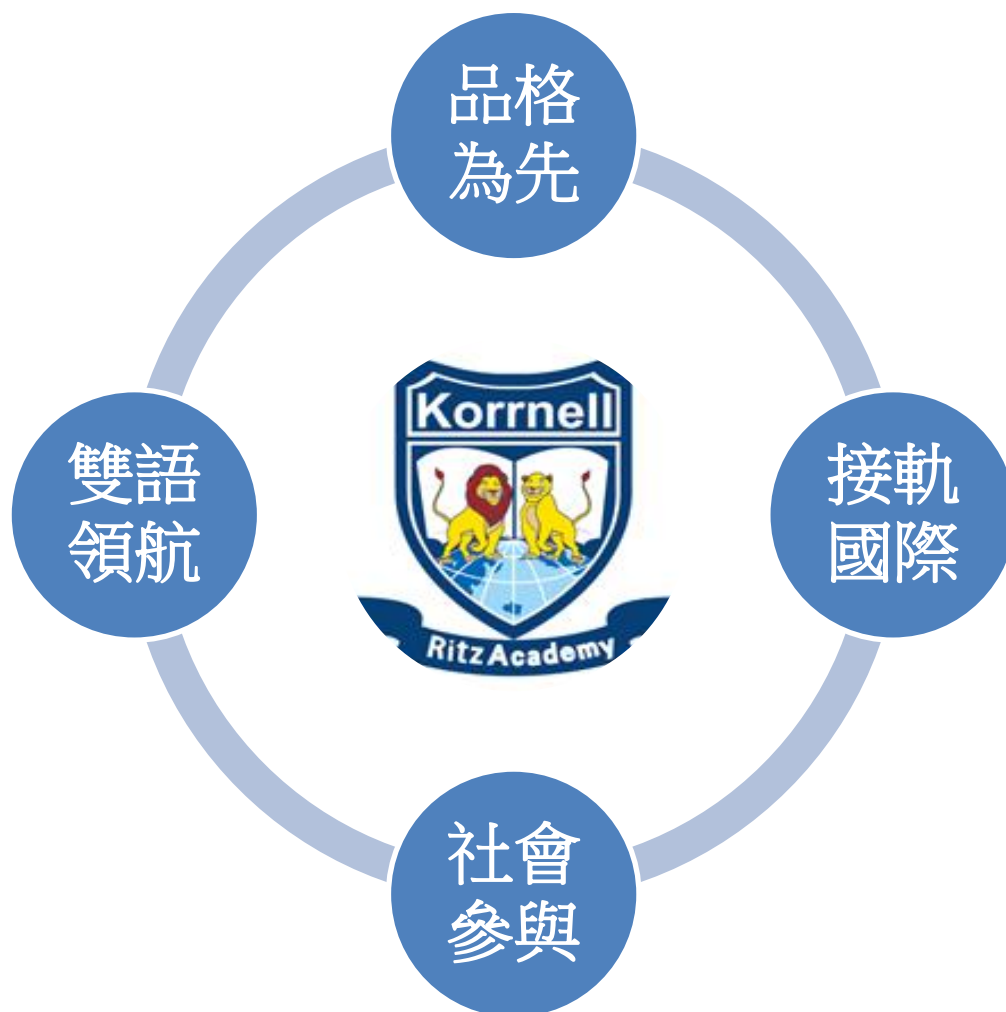 品格
為先
雙語
領航
Korrnell
Ritz Academy
接軌
國際
社會
參與